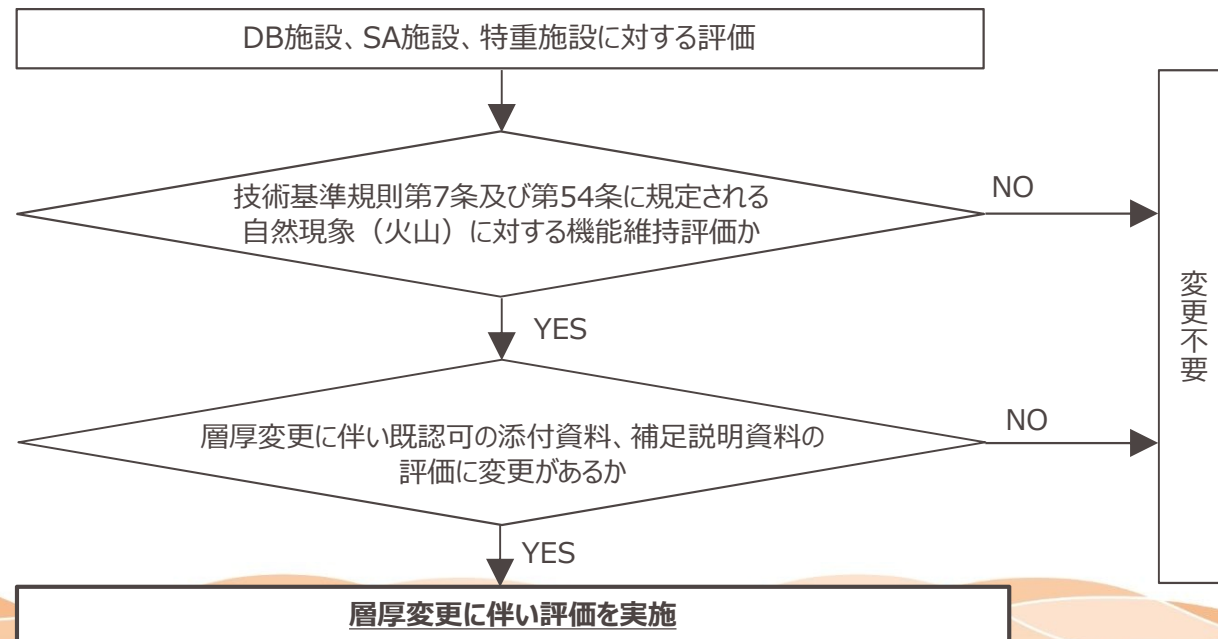 DB施設、SA施設、特重施設に対する評価
技術基準規則第7条及び第54条に規定される
自然現象（火山）に対する機能維持評価か
NO
YES
変更不要
層厚変更に伴い既認可の添付資料、補足説明資料の
評価に変更があるか
NO
YES
層厚変更に伴い評価を実施